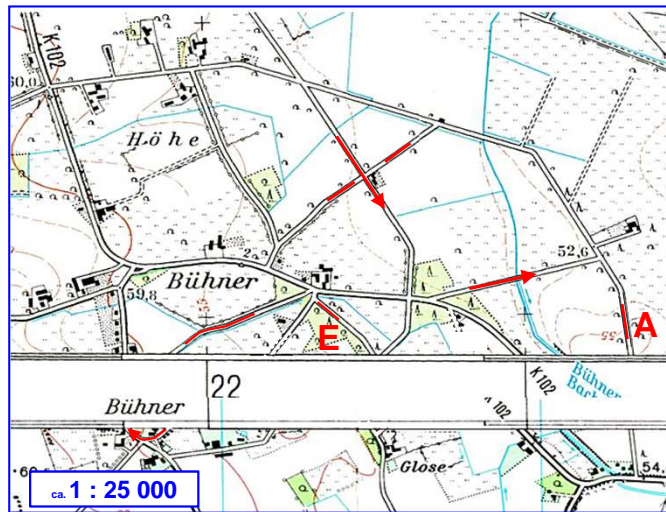 K 102
60,0
Höhe
2
52,6
Bühner
59,8
E
A
55
22
Bühner
K 102
K 102
Bühner
Bach
Glose
54,
ca. 1 : 25 000